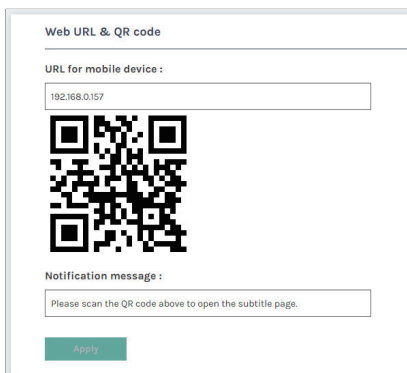 Web URL & QR code
URL for mobile device :
192.168.0.157
Notification message :
Please scan the QR code above to open the subtitle page.
Apply